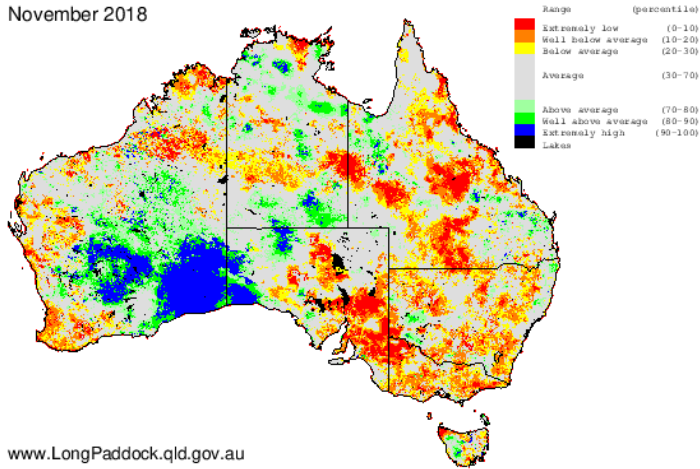 November 2018
Range (percentile)
Extremely low (0-10)
Well below average (10-20)
Below average (20-30)
Average (30-70)
Above average (70-80)
Well above average (80-90)
Extremely high (90-100)
Lakes
www.LongPaddock.qld.gov.au